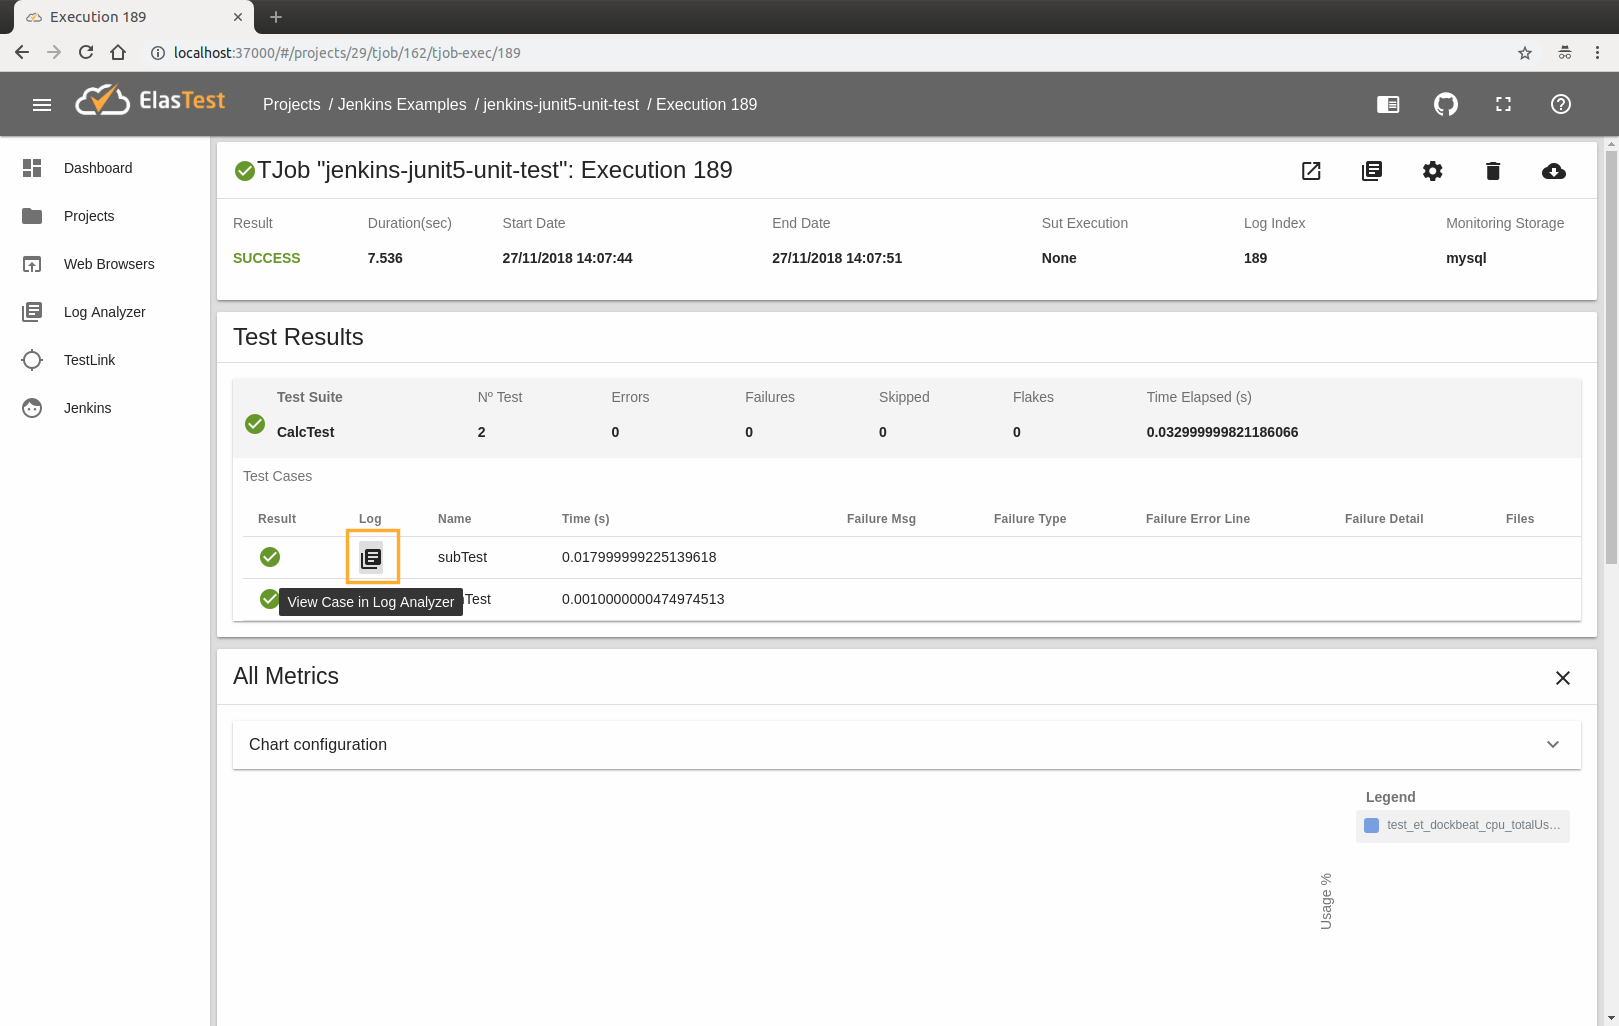 Execution 189
localhost:37000/#/projects/29/tjob/162/tjob-exec/189
ElasTest
Projects / Jenkins Examples / jenkins-junit5-unit-test / Execution 189
Dashboard
Projects
Web Browsers
Log Analyzer
TestLink
Jenkins
TJob "jenkins-junit5-unit-test": Execution 189
Result Duration(sec) Start Date End Date Sut Execution Log Index Monitoring Storage
SUCCESS 7.536 27/11/2018 14:07:44 27/11/2018 14:07:51 None 189 mysql
Test Results
Test Suite Nº Test Errors Failures Skipped Flakes Time Elapsed (s)
CalcTest 2 0 0 0 0 0.032999999821186066
Test Cases
Result Log Name Time (s) Failure Msg Failure Type Failure Error Line Failure Detail Files
subTest 0.017999999225139618
View Case in Log Analyzer
Test 0.0010000000474974513
All Metrics
Chart configuration
Legend
test_et_dockbeat_cpu_totalUs...
Usage %